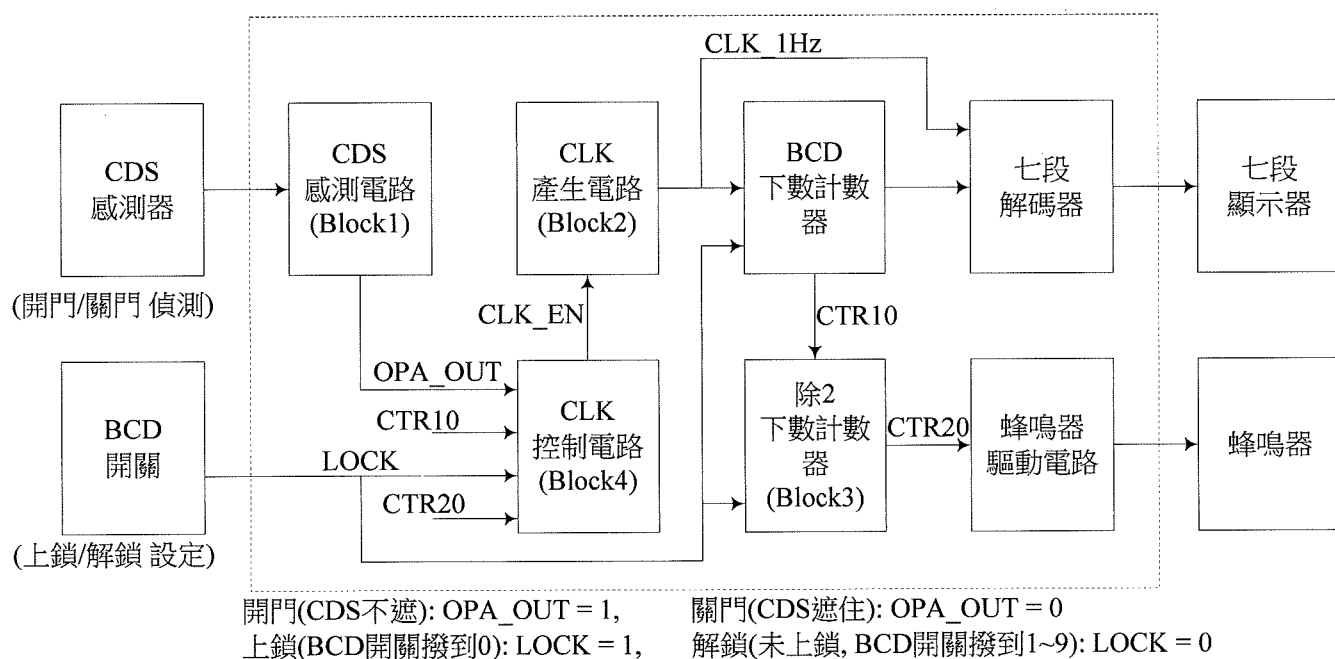 CLK_1Hz
CDS
感測器
CDS
感測電路
(Block1)
CLK
產生電路
(Block2)
BCD
下數計數
器
七段
解碼器
七段
顯示器
(開門/關門 偵測)
CLK_EN
CTR10
OPA_OUT
CTR10
LOCK
CTR20
BCD
開關
CLK
控制電路
(Block4)
除2
下數計數
器
(Block3)
CTR20
蜂鳴器
驅動電路
蜂鳴器
(上鎖/解鎖 設定)
開門(CDS不遮): OPA_OUT = 1, 關門(CDS遮住): OPA_OUT = 0
上鎖(BCD開關撥到0): LOCK = 1, 解鎖(未上鎖, BCD開關撥到1~9): LOCK = 0